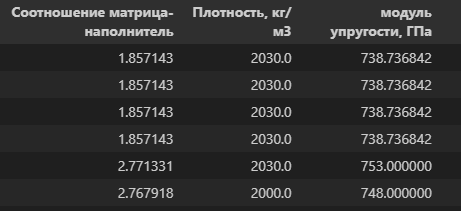 Соотношение матрица- Плотность, кг/ модуль
наполнитель м3 упругости, ГПа
1.857143 2030.0 738.736842
1.857143 2030.0 738.736842
1.857143 2030.0 738.736842
1.857143 2030.0 738.736842
2.771331 2030.0 753.000000
2.767918 2000.0 748.000000